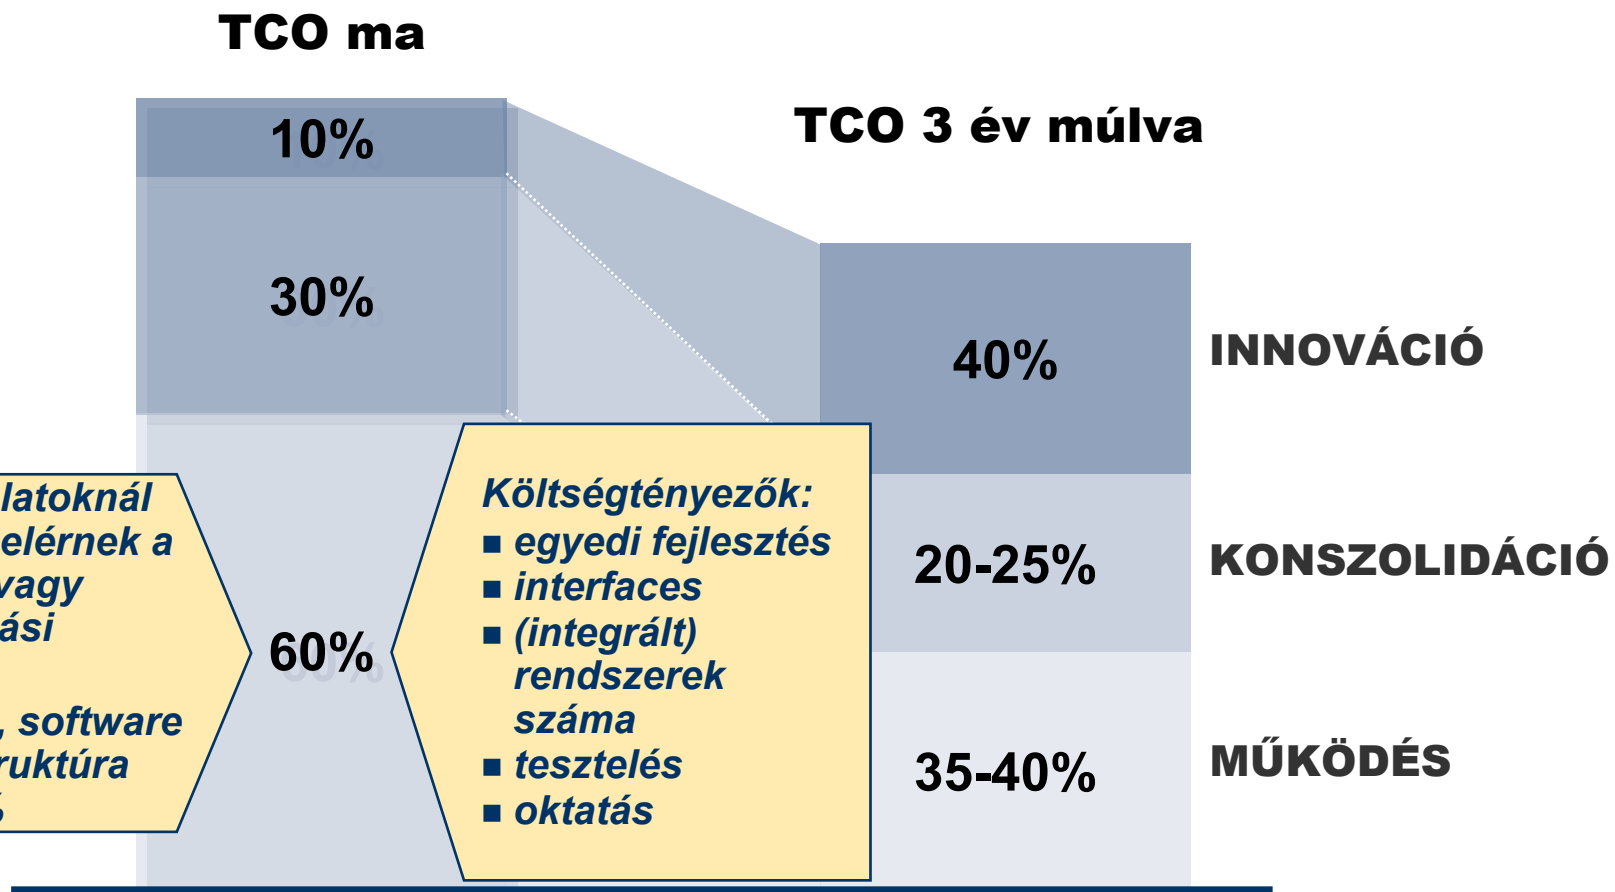 TCO ma
TCO 3 év múlva
10%
30%
60%
40%
20-25%
35-40%
INNOVÁCIÓ
KONSZOLIDÁCIÓ
MŰKÖDÉS
latoknál
elérnek a
vagy
ási
, software
ruktúra
Költségtényezők:
■ egyedi fejlesztés
■ interfaces
■ (integrált)
rendszerek
száma
■ tesztelés
■ oktatás